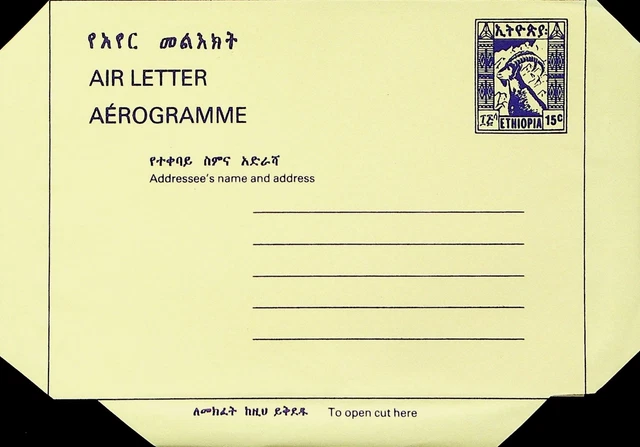 የአየር መልእክት
AIR LETTER
AÉROGRAMME
ኢትዮጵያ
ETHIOPIA 15c
የተቀባይ ስምና አድራሻ
Addressee's name and address
ለመክፈት ከዚህ ይቅደዱ To open cut here